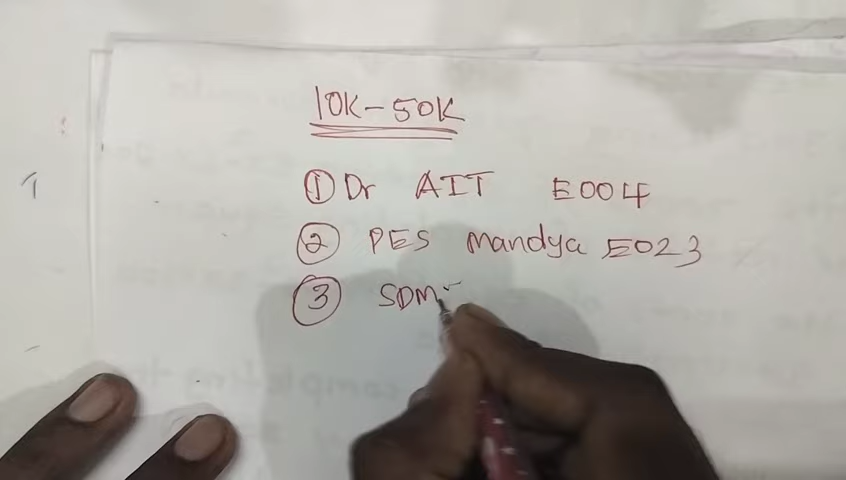 10K-50K
① Dr AIT E004
② PES Mandya E023
③ SDM